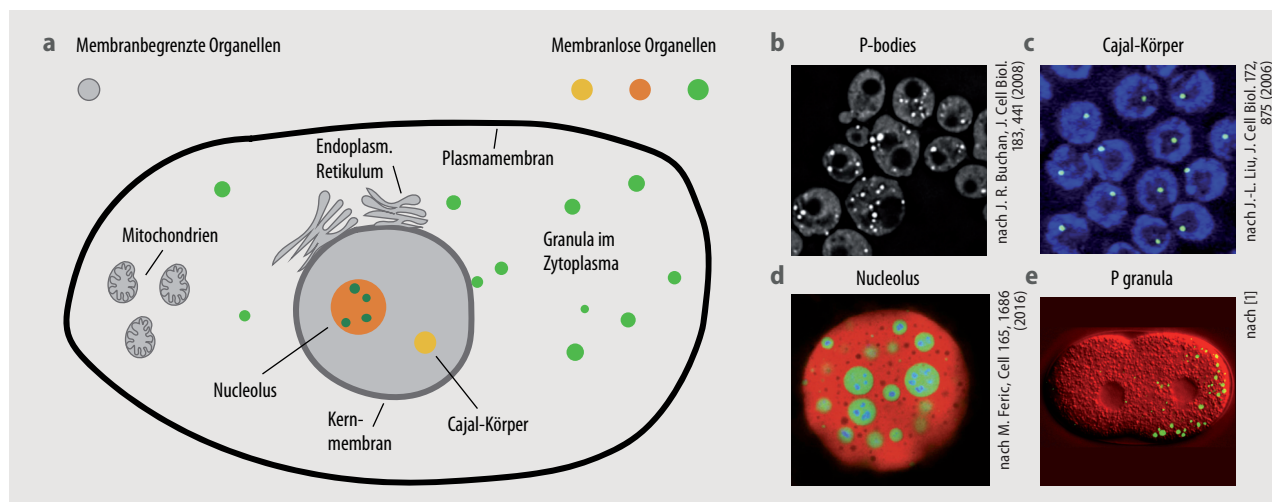 a
Membranbegrenzte Organellen
Membranlose Organellen
Endoplasm.
Retikulum
Plasmamembran
Mitochondrien
Granula im
Zytoplasma
Nucleolus
Kern-
membran
Cajal-Körper
b
P-bodies
nach J. R. Buchan, J. Cell Biol.
183, 441 (2008)
c
Cajal-Körper
nach J.-L. Liu, J. Cell Biol. 172,
875 (2006)
d
Nucleolus
nach M. Feric, Cell 165, 1686
(2016)
e
P granula
nach [1]